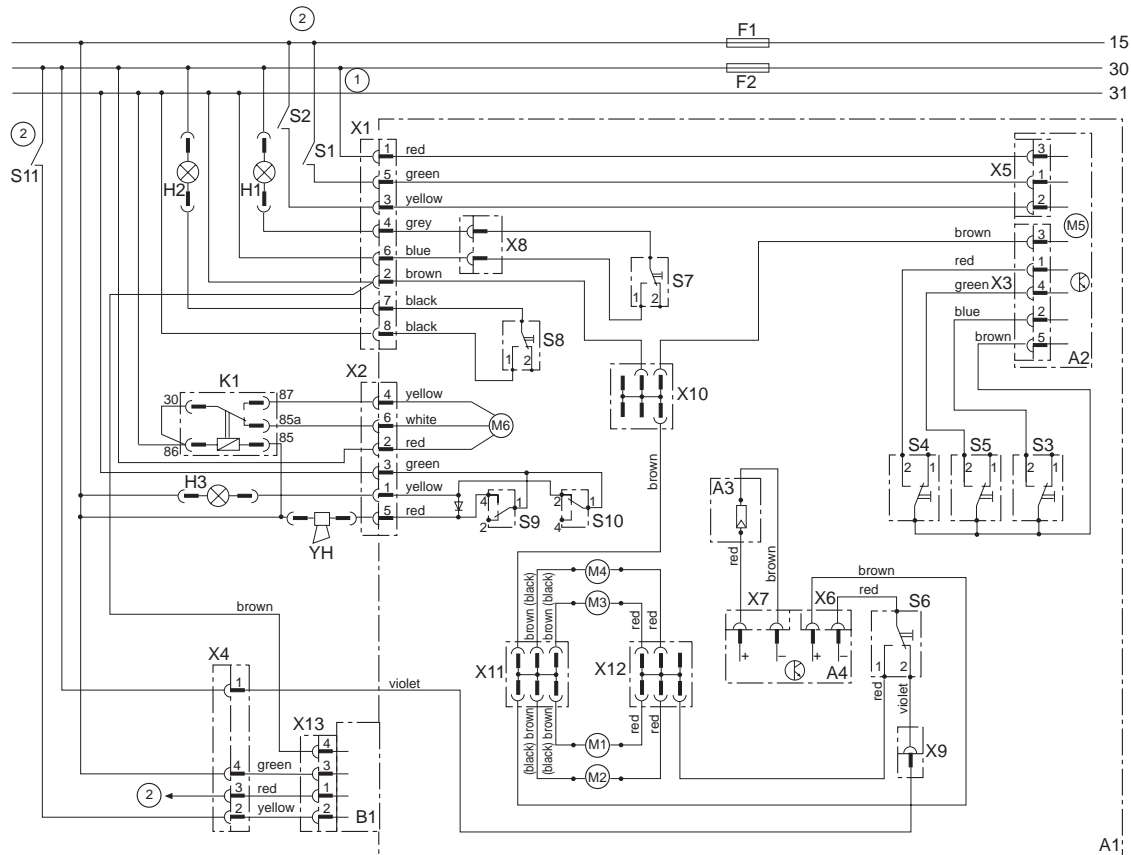 2
F1
15
30
F2
1
31
2
S2
X1
S1
S11
H2
H1
1 red
3
X5
5 green
1
3 yellow
2
4 grey
X8
brown
3
M5
6 blue
red
1
2 brown
S7
green
X3
4
7 black
1 2
blue
2
8 black
S8
brown
5
1 2
A2
K1
X2
X10
30
87
4 yellow
85a
6 white
M6
86
85
2 red
3 green
brown
S4
S5
S3
H3
1 yellow
2 1
2 1
2 1
5 red
4 1
2
S9
2 1
4
S10
A3
YH
red
brown
M4
brown (black)
brown (black)
M3
red
red
brown
red
X7
X6
S6
brown
X4
X11
X12
+ −
+ −
A4
1 2
1
violet
red
violet
(black) brown
(black) brown
red
red
M1
M2
X9
X13
4
4 green 3
2
3 red 1
2 yellow 2
B1
A1